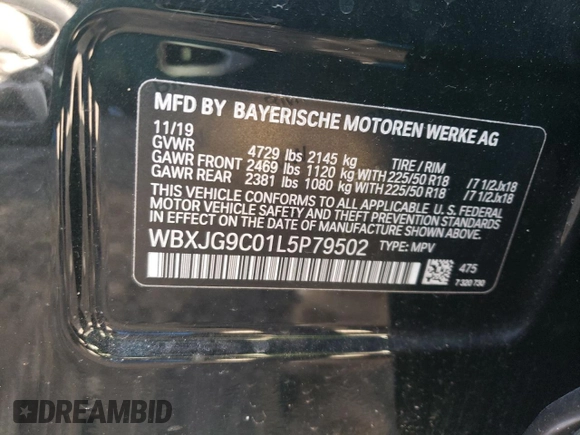 MFD BY BAYERISCHE MOTOREN WERKE AG
11/19
GVWR 4729 lbs 2145 kg TIRE / RIM
GAWR FRONT 2469 lbs 1120 kg WITH 225/50 R18 /7 1/2Jx18
GAWR REAR 2381 lbs 1080 kg WITH 225/50 R18 /7 1/2Jx18
THIS VEHICLE CONFORMS TO ALL APPLICABLE U. S. FEDERAL
MOTOR VEHICLE SAFETY AND THEFT PREVENTION STANDARDS
IN EFFECT ON THE DATE OF MANUFACTURE SHOWN ABOVE.
WBXJG9C01L5P79502 TYPE: MPV
475
7 320 730
DREAMBID